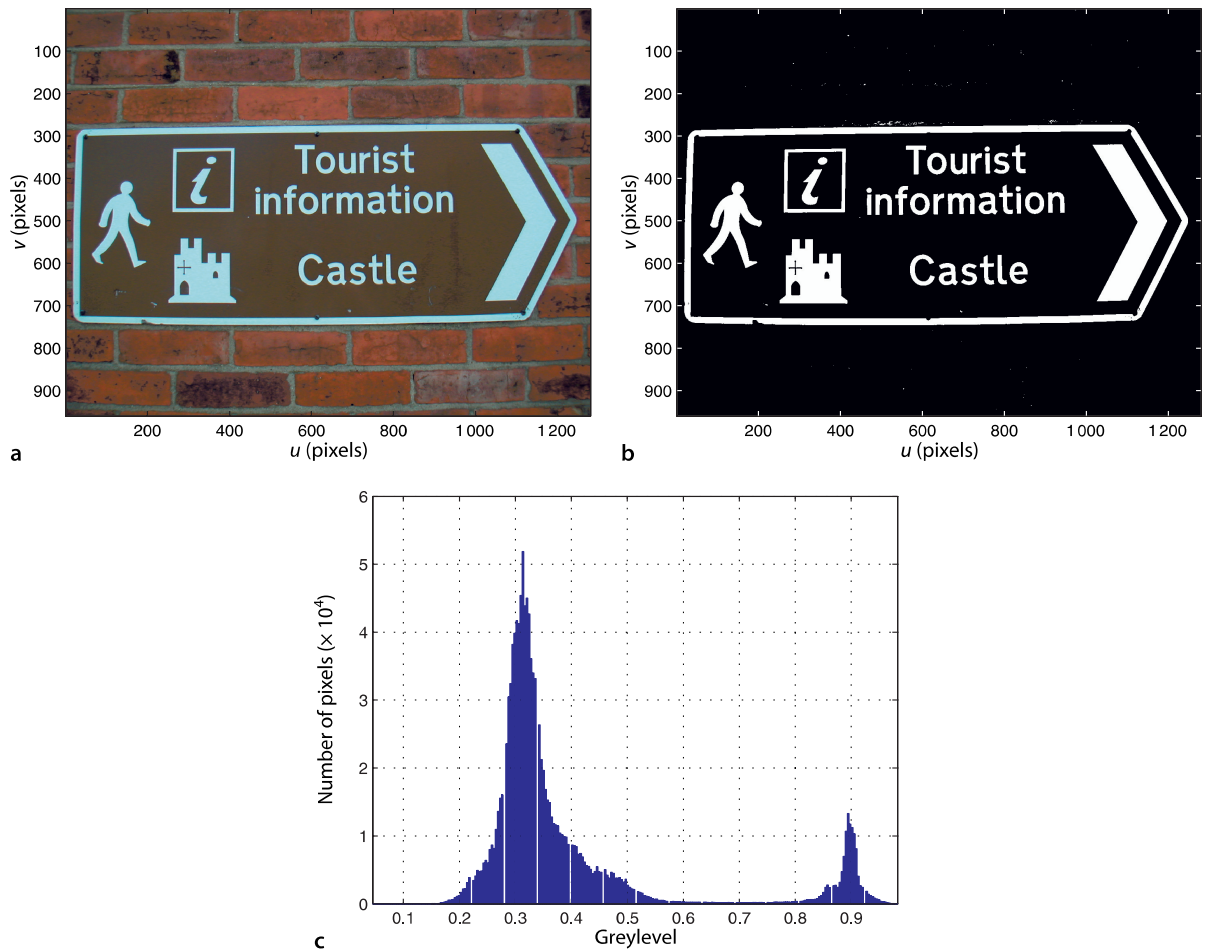 100
200
300
400
500
600
700
800
900
v (pixels)
Tourist
information
Castle
i
200 400 600 800 1000 1200
u (pixels)
a
100
200
300
400
500
600
700
800
900
v (pixels)
Tourist
information
Castle
i
200 400 600 800 1000 1200
u (pixels)
b
6
5
4
3
2
1
0
Number of pixels (× 10⁴)
0.1 0.2 0.3 0.4 0.5 0.6 0.7 0.8 0.9
Greylevel
c